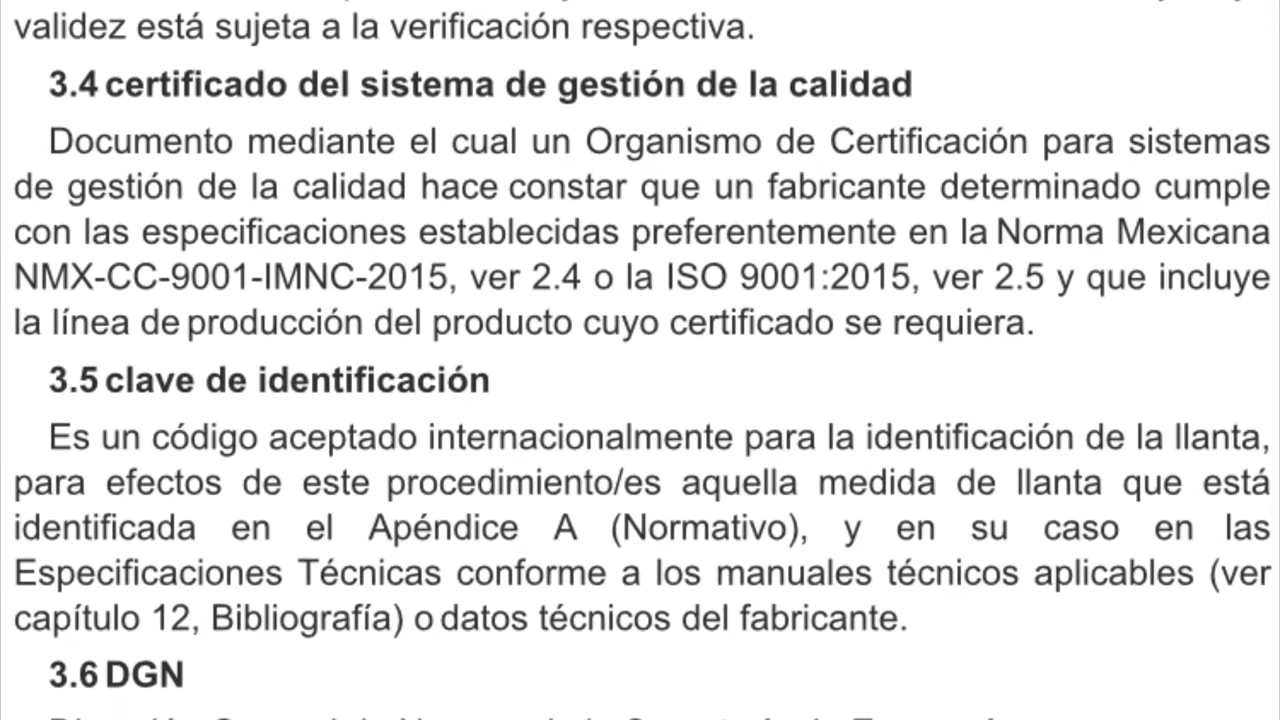 validez está sujeta a la verificación respectiva.
3.4 certificado del sistema de gestión de la calidad
Documento mediante el cual un Organismo de Certificación para sistemas
de gestión de la calidad hace constar que un fabricante determinado cumple
con las especificaciones establecidas preferentemente en la Norma Mexicana
NMX-CC-9001-IMNC-2015, ver 2.4 o la ISO 9001:2015, ver 2.5 y que incluye
la línea de producción del producto cuyo certificado se requiera.
3.5 clave de identificación
Es un código aceptado internacionalmente para la identificación de la llanta,
para efectos de este procedimiento/es aquella medida de llanta que está
identificada en el Apéndice A (Normativo), y en su caso en las
Especificaciones Técnicas conforme a los manuales técnicos aplicables (ver
capítulo 12, Bibliografía) o datos técnicos del fabricante.
3.6 DGN